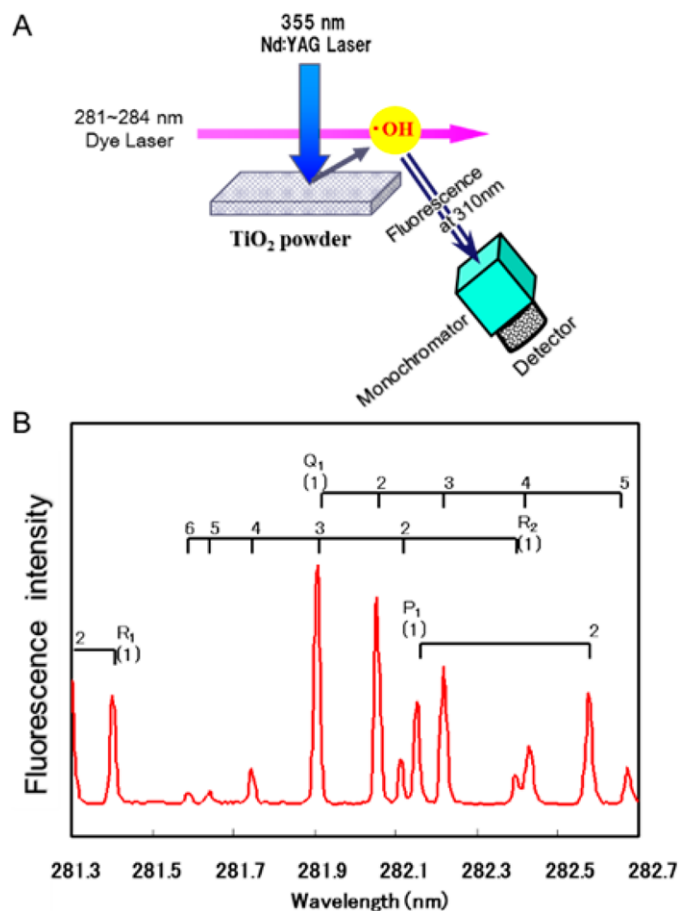 A
355 nm
Nd:YAG Laser
281~284 nm
Dye Laser
·OH
Fluorescence
at 310nm
TiO₂ powder
Monochromator
Detector
B
Fluorescence intensity
Q₁
(1) 2 3 4 5
6 5 4 3 2 R₂
(1)
P₁
(1) 2
2 R₁
(1)
281.3 281.5 281.7 281.9 282.1 282.3 282.5 282.7
Wavelength (nm)